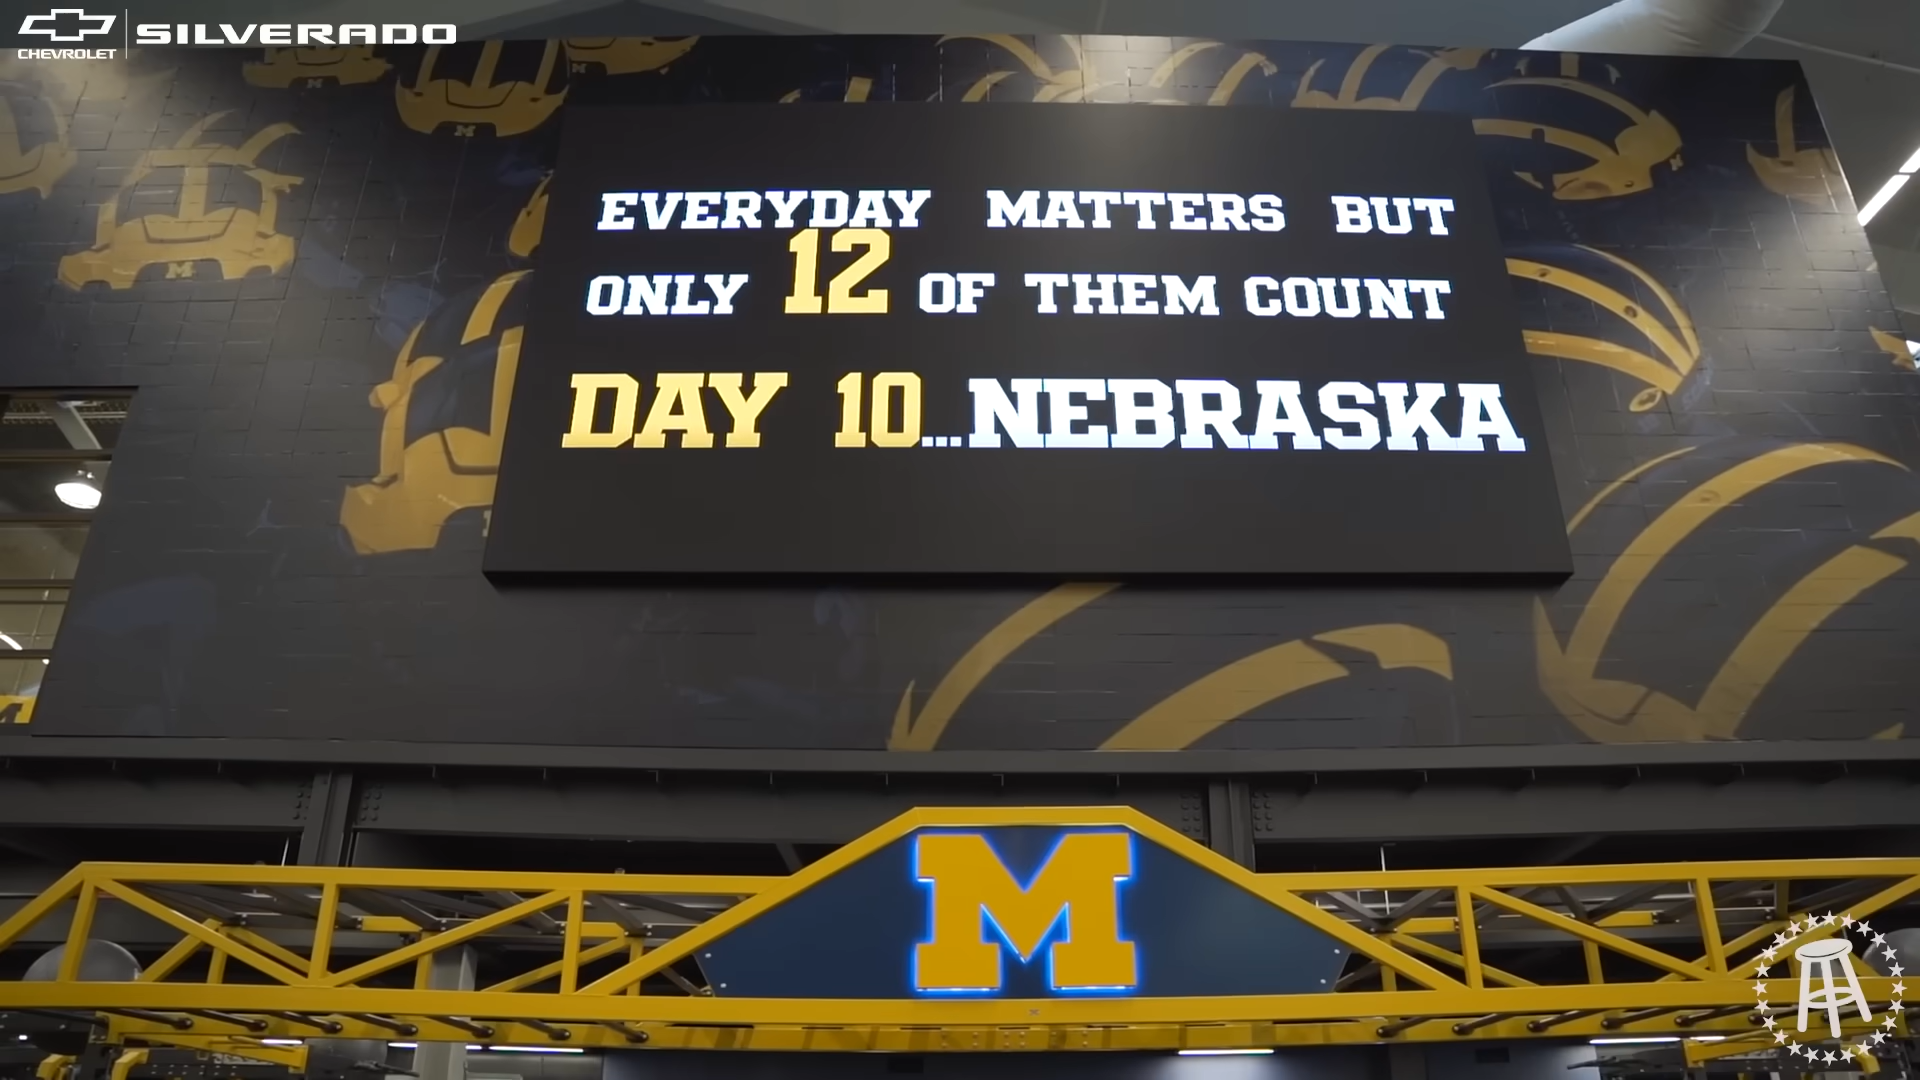 CHEVROLET
SILVERADO
EVERYDAY MATTERS BUT
ONLY 12 OF THEM COUNT
DAY 10...NEBRASKA
M